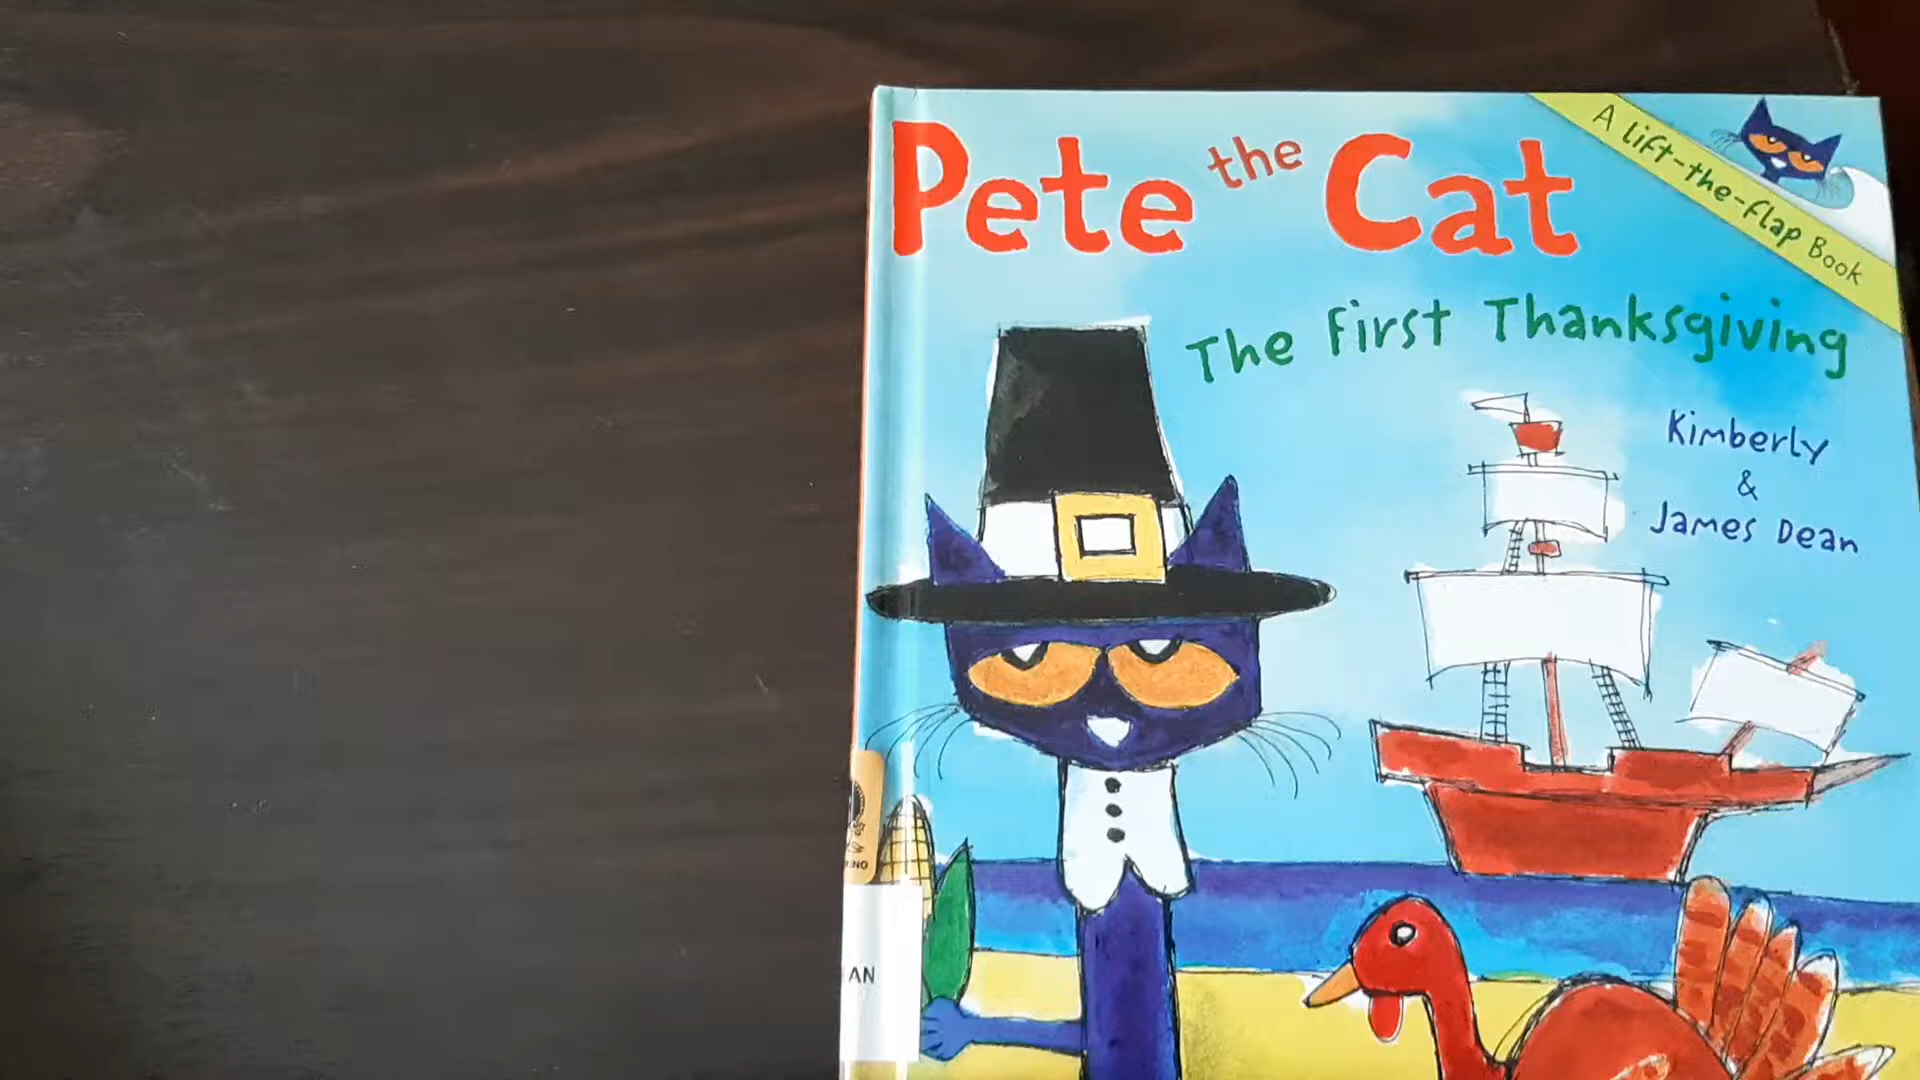 Pete the Cat
A lift-the-flap Book
The First Thanksgiving
Kimberly
&
James Dean
AN